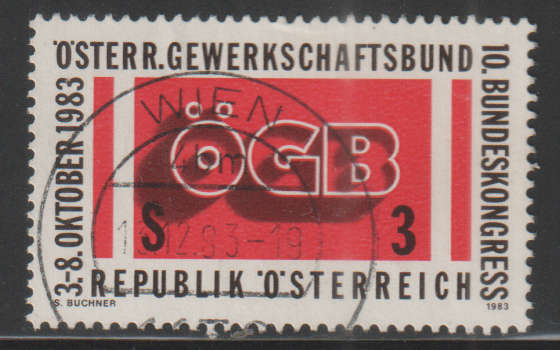 ÖSTERR.GEWERKSCHAFTSBUND
10. BUNDESKONGRESS
3-8. OKTOBER 1983
WIEN
ÖGB
S 3
REPUBLIK ÖSTERREICH
S. BUCHNER
1983